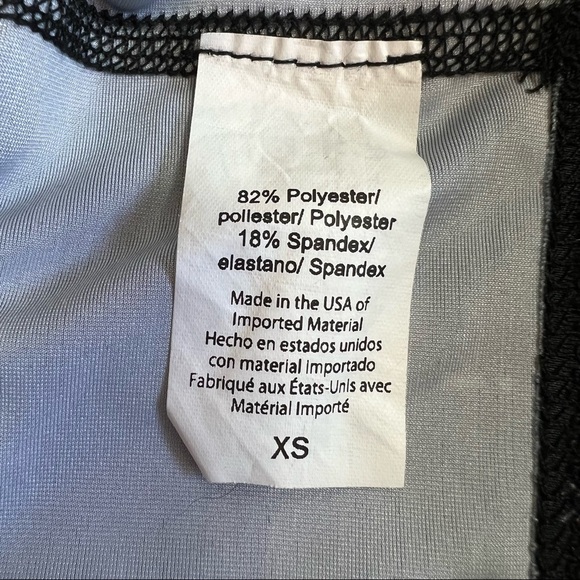 82% Polyester/
poliester/ Polyester
18% Spandex/
elastano/ Spandex
Made in the USA of
Imported Material
Hecho en estados unidos
con material importado
Fabriqué aux États-Unis avec
Matérial Importé
XS